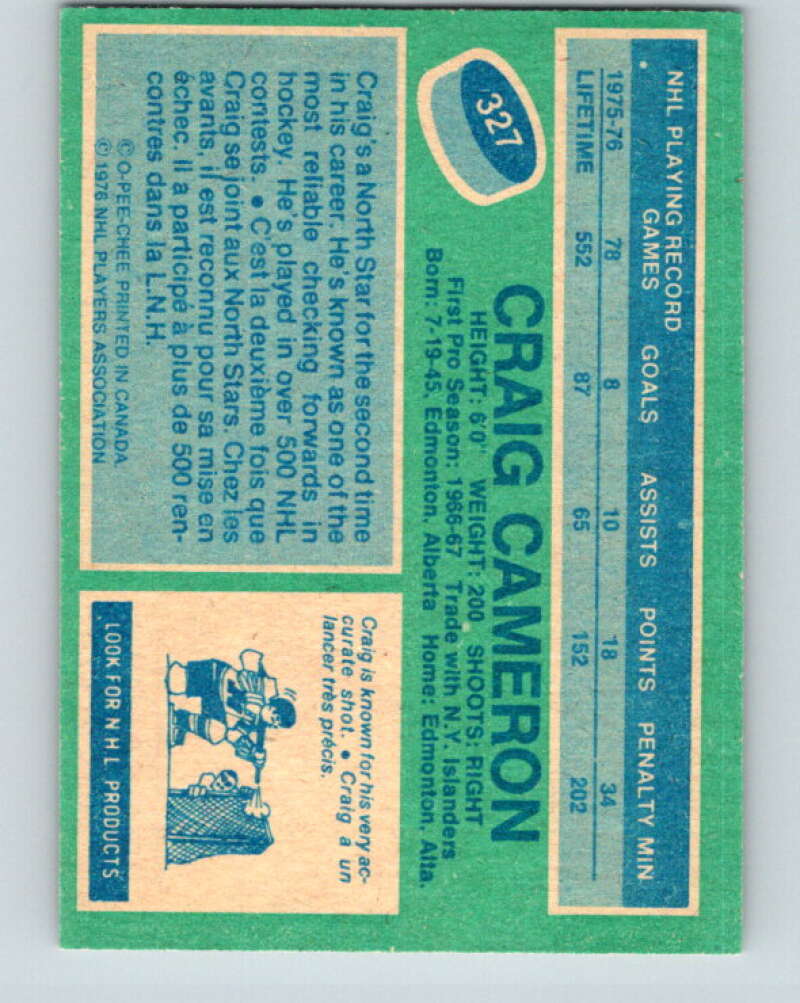 NHL PLAYING RECORD
GAMES GOALS ASSISTS POINTS PENALTY MIN.
1975-76 78 8 10 18 34
LIFETIME 552 87 65 152 202
327
CRAIG CAMERON
HEIGHT: 6'0" WEIGHT: 200 SHOOTS: RIGHT
First Pro Season: 1966-67 Trade with N.Y. Islanders
Born: 7-19-45, Edmonton, Alberta Home: Edmonton, Alta.
Craig's a North Star for the second time
in his career. He's known as one of the
most reliable checking forwards in
hockey. He's played in over 500 NHL
contests. • C'est la deuxième fois que
Craig se joint aux North Stars. Chez les
avants, il est reconnu pour sa mise en
échec. il a participé à plus de 500 ren-
contres dans la L.N.H.
© O-PEE-CHEE PRINTED IN CANADA
© 1976 NHL PLAYERS ASSOCIATION
Craig is known for his very ac-
curate shot. • Craig a un
lancer très précis.
LOOK FOR N.H.L. PRODUCTS